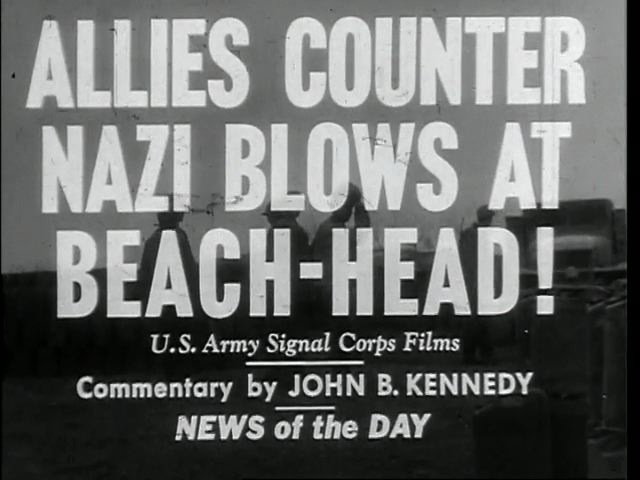 ALLIES COUNTER
NAZI BLOWS AT
BEACH-HEAD!
U.S. Army Signal Corps Films
Commentary by JOHN B. KENNEDY
NEWS of the DAY